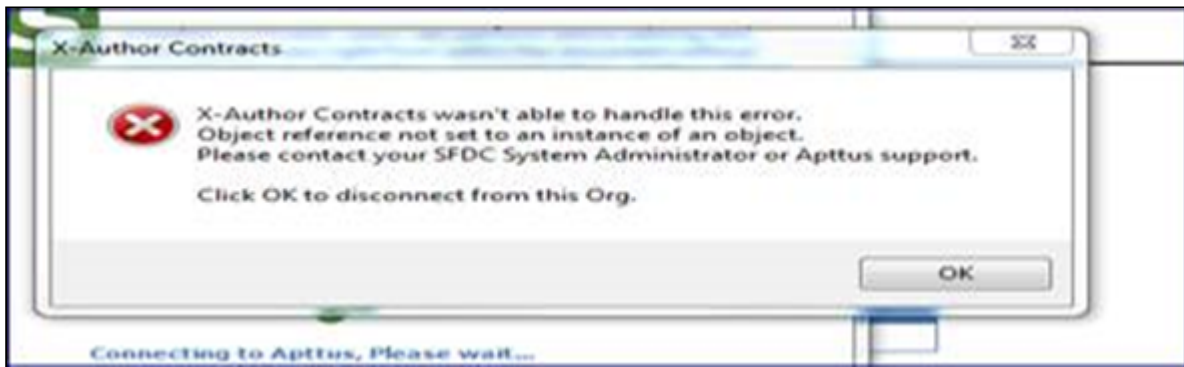 X-Author Contracts
X-Author Contracts wasn't able to handle this error.
Object reference not set to an instance of an object.
Please contact your SFDC System Administrator or Apttus support.
Click OK to disconnect from this Org.
OK
Connecting to Apttus, Please wait...